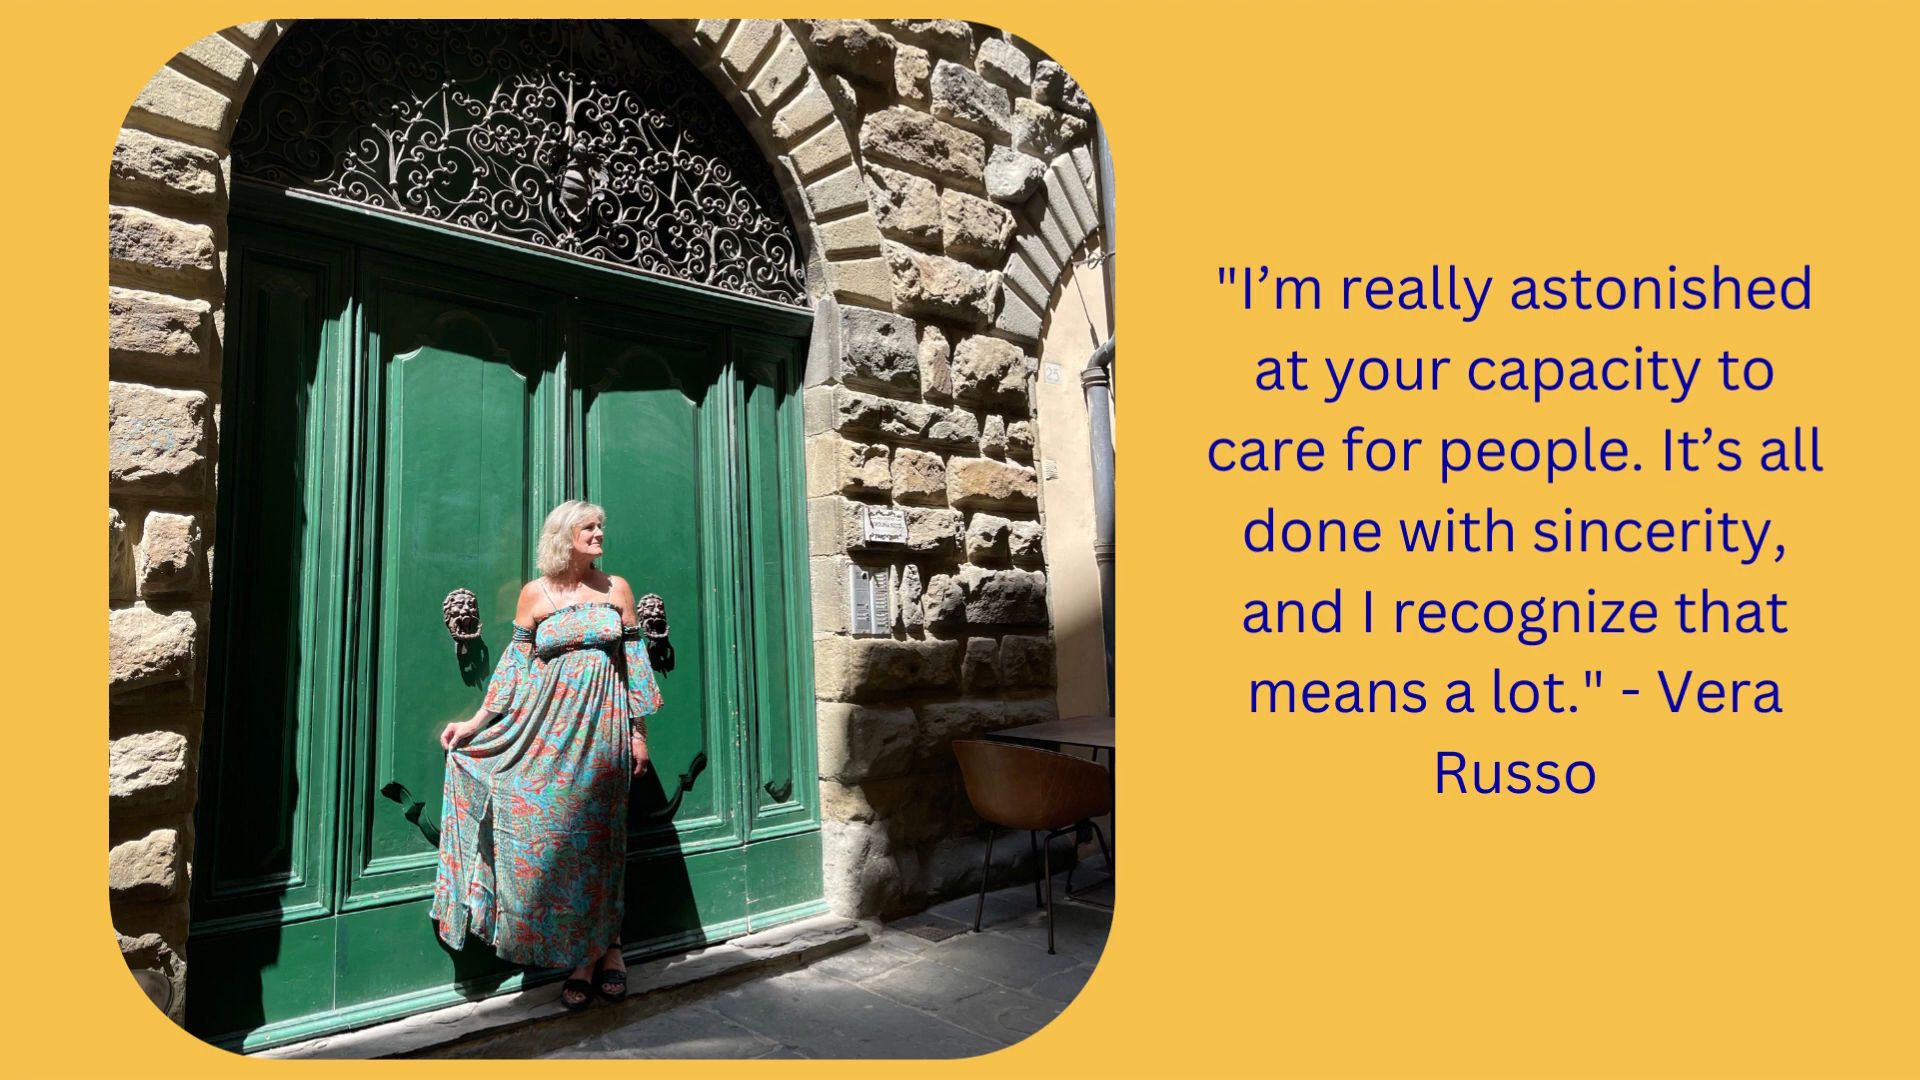 "I’m really astonished
at your capacity to
care for people. It’s all
done with sincerity,
and I recognize that
means a lot." - Vera
Russo
25